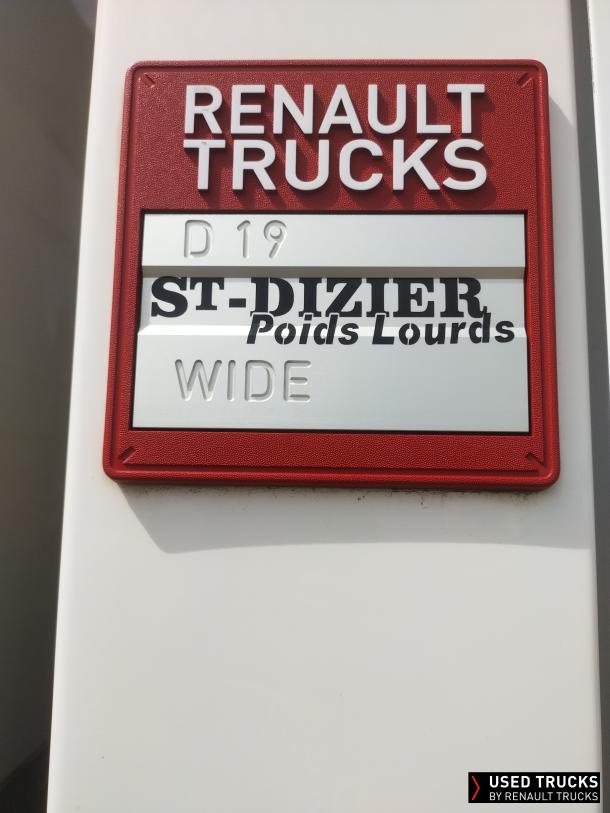 RENAULT
TRUCKS
D 19
ST-DIZIER
Poids Lourds
WIDE
USED TRUCKS
BY RENAULT TRUCKS